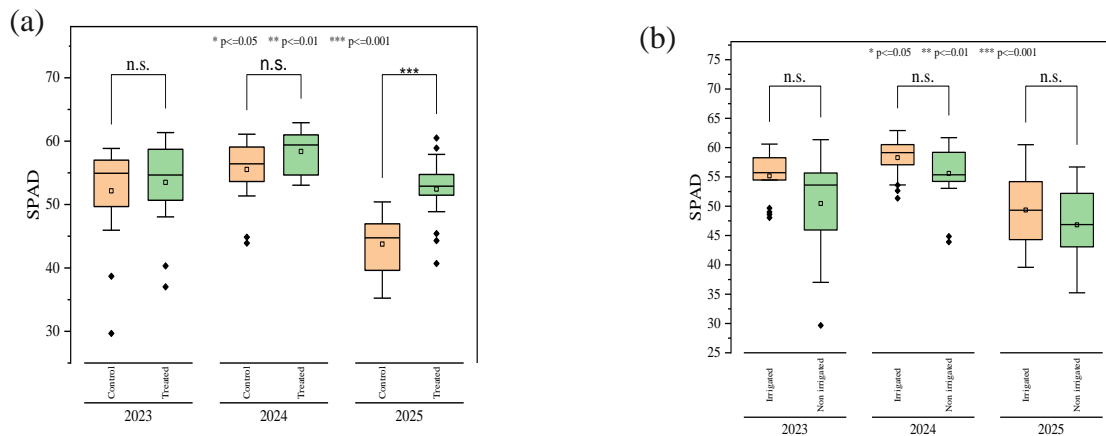 (a)
* p<=0.05 ** p<=0.01 *** p<=0.001
n.s.
n.s.
***
70
60
50
40
30
SPAD
Control
Treated
Control
Treated
Control
Treated
2023
2024
2025
(b)
* p<=0.05 ** p<=0.01 *** p<=0.001
n.s.
n.s.
n.s.
75
70
65
60
55
50
45
40
35
30
25
SPAD
Irrigated
Non irrigated
Irrigated
Non irrigated
Irrigated
Non irrigated
2023
2024
2025